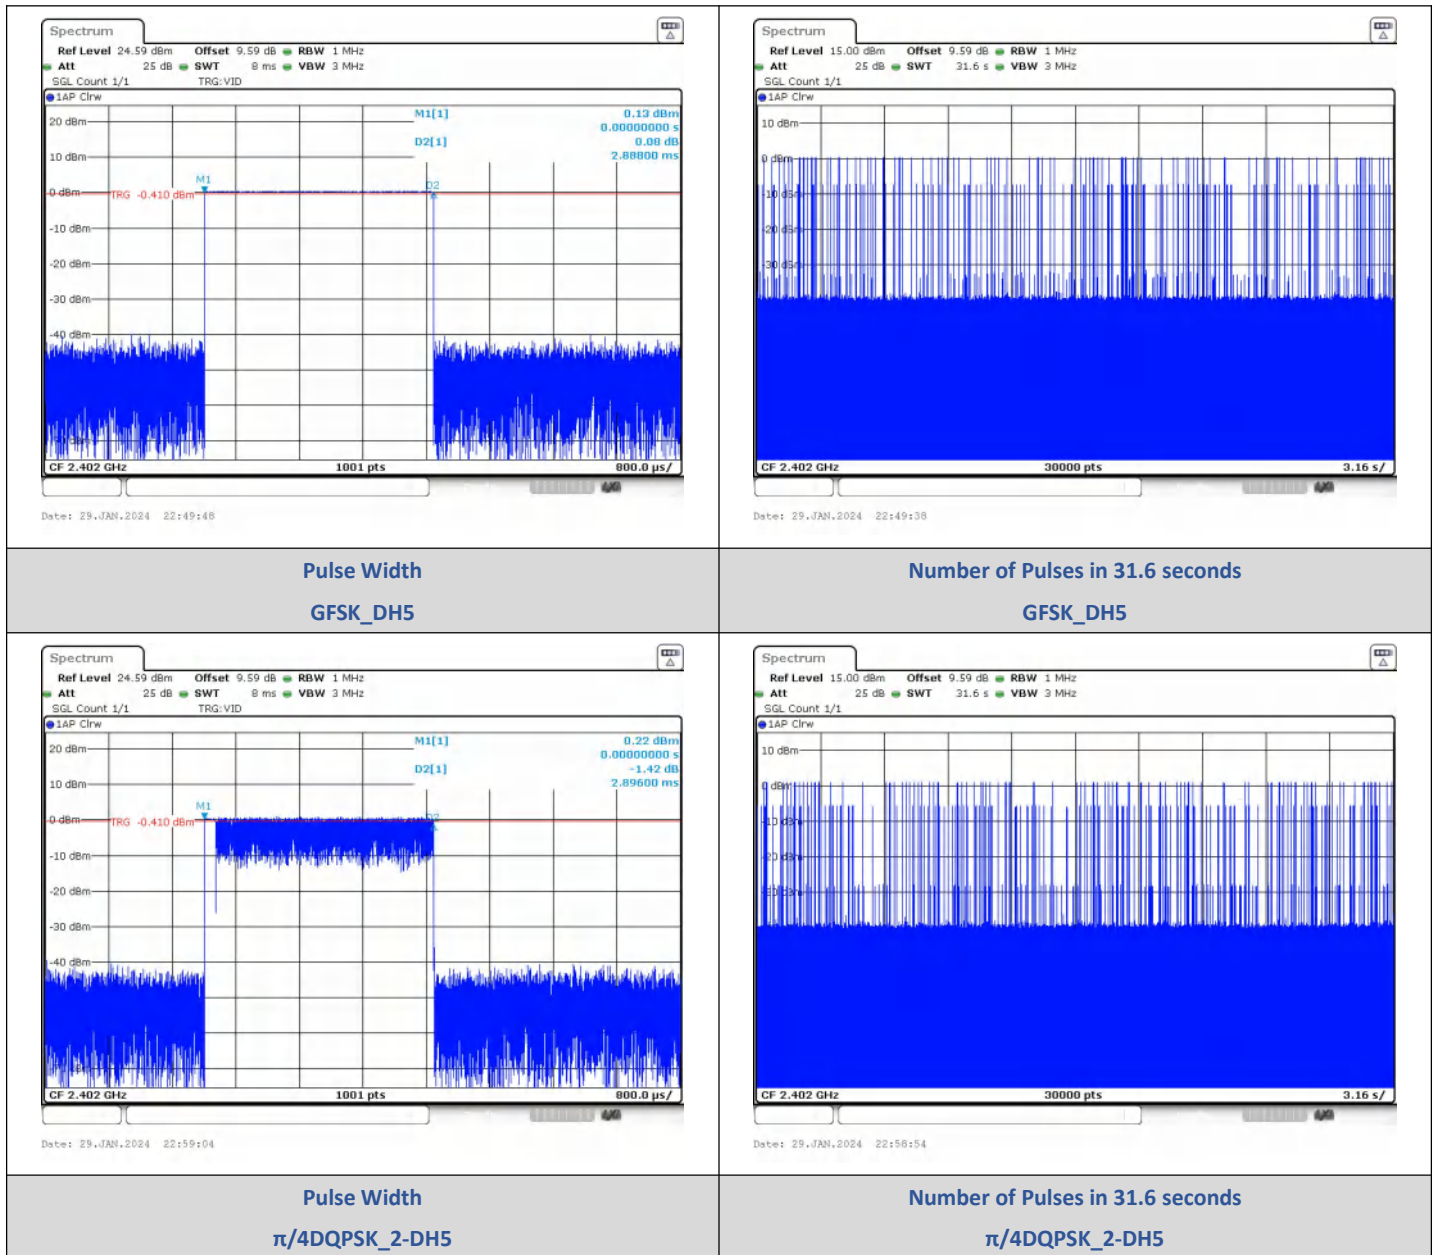 Spectrum
Ref Level 24.59 dBm Offset 9.59 dB RBW 1 MHz
Att 25 dB SWT 8 ms VBW 3 MHz
SGL Count 1/1 TRG:VID
1AP Clrw
M1[1] 0.13 dBm
0.00000000 s
D2[1] 0.08 dB
2.88800 ms
20 dBm
10 dBm
M1
D2
0 dBm
TRG -0.410 dBm
-10 dBm
-20 dBm
-30 dBm
-40 dBm
CF 2.402 GHz 1001 pts 800.0 µs/
Date: 29.JAN.2024 22:49:48
Spectrum
Ref Level 15.00 dBm Offset 9.59 dB RBW 1 MHz
Att 25 dB SWT 31.6 s VBW 3 MHz
SGL Count 1/1
1AP Clrw
10 dBm
0 dBm
-10 dBm
-20 dBm
-30 dBm
CF 2.402 GHz 30000 pts 3.16 s/
Date: 29.JAN.2024 22:49:38
Pulse Width
GFSK_DH5
Number of Pulses in 31.6 seconds
GFSK_DH5
Spectrum
Ref Level 24.59 dBm Offset 9.59 dB RBW 1 MHz
Att 25 dB SWT 8 ms VBW 3 MHz
SGL Count 1/1 TRG:VID
1AP Clrw
M1[1] 0.22 dBm
0.00000000 s
D2[1] -1.42 dB
2.89600 ms
20 dBm
10 dBm
M1
D2
0 dBm
TRG -0.410 dBm
-10 dBm
-20 dBm
-30 dBm
-40 dBm
CF 2.402 GHz 1001 pts 800.0 µs/
Date: 29.JAN.2024 22:59:04
Spectrum
Ref Level 15.00 dBm Offset 9.59 dB RBW 1 MHz
Att 25 dB SWT 31.6 s VBW 3 MHz
SGL Count 1/1
1AP Clrw
10 dBm
0 dBm
CF 2.402 GHz 30000 pts 3.16 s/
Date: 29.JAN.2024 22:58:54
Pulse Width
π/4DQPSK_2-DH5
Number of Pulses in 31.6 seconds
π/4DQPSK_2-DH5